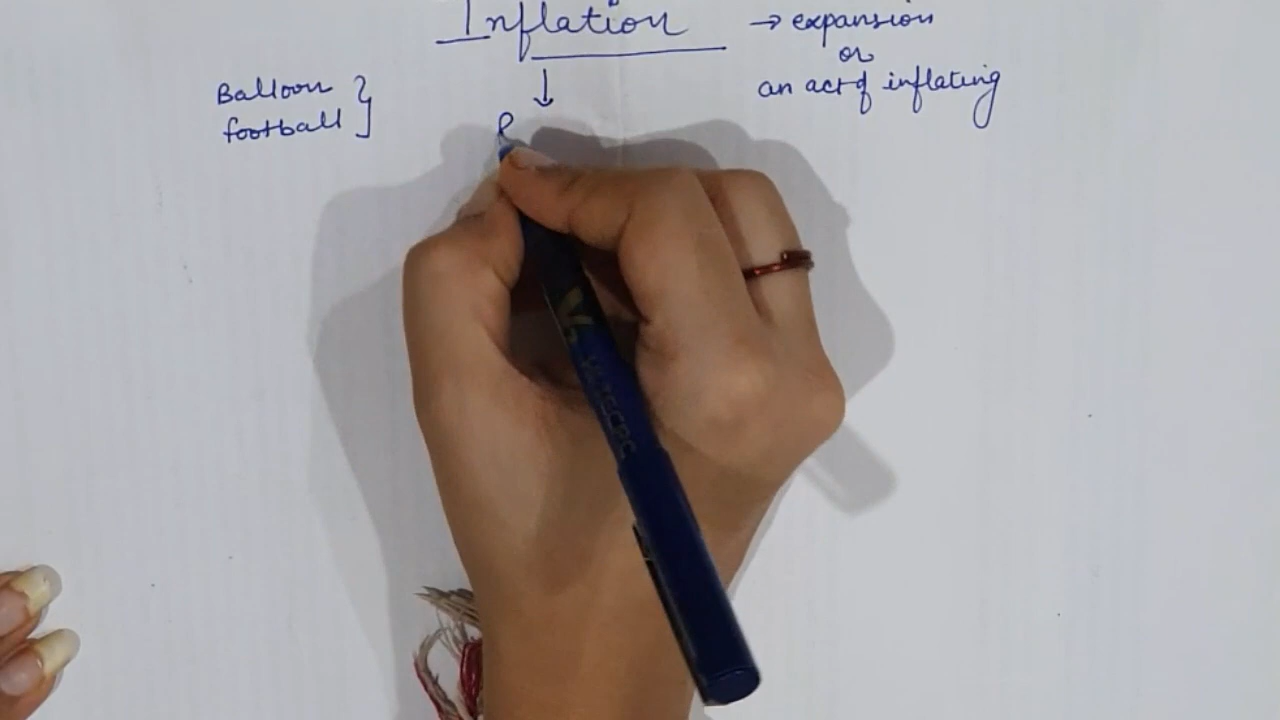 Inflation → expansion
or
an act of inflating
Balloon
football
↓
R